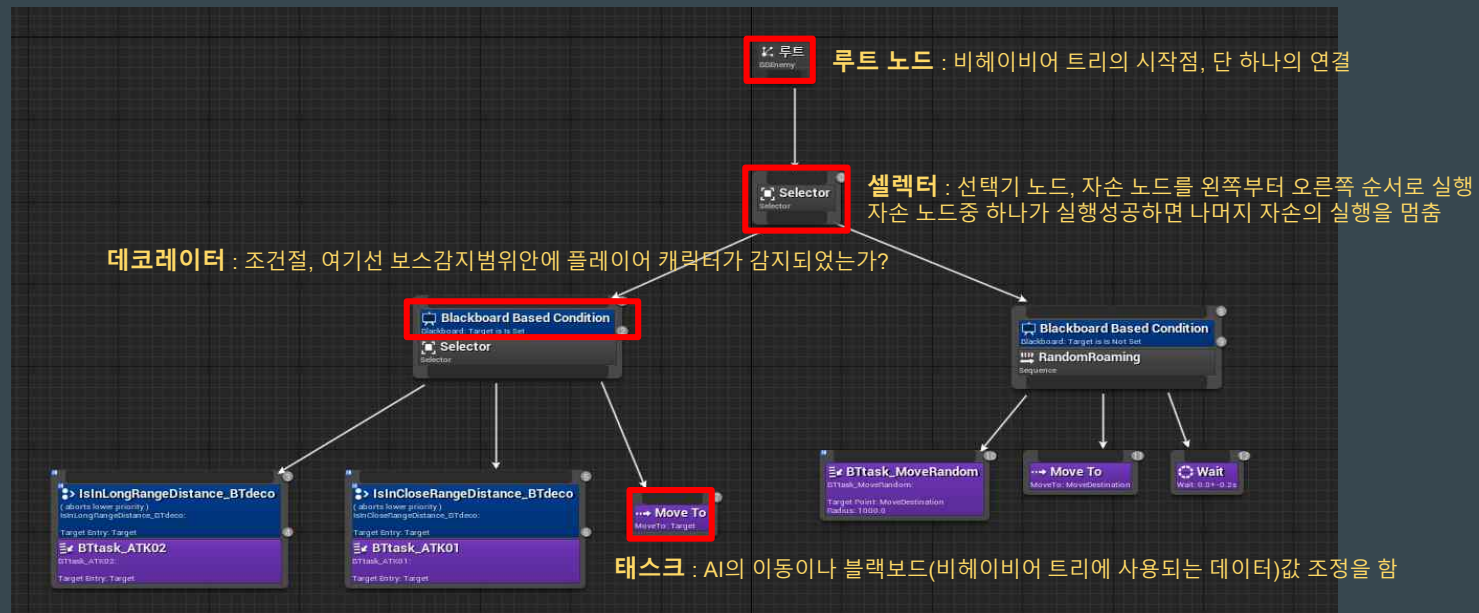 루트
BBEnemy
루트 노드 : 비헤이비어 트리의 시작점, 단 하나의 연결
Selector
Selector
셀렉터 : 선택기 노드, 자손 노드를 왼쪽부터 오른쪽 순서로 실행
자손 노드중 하나가 실행성공하면 나머지 자손의 실행을 멈춤
데코레이터 : 조건절, 여기선 보스감지범위안에 플레이어 캐릭터가 감지되었는가?
Blackboard Based Condition
Blackboard: Target is Is Set
Selector
Selector
Blackboard Based Condition
Blackboard: Target is Is Not Set
RandomRoaming
Sequence
IsInLongRangeDistance_BTdeco
( aborts lower priority )
IsInLongRangeDistance_BTdeco:
Target Entry: Target
BTtask_ATK02
BTtask_ATK02:
Target Entry: Target
IsInCloseRangeDistance_BTdeco
( aborts lower priority )
IsInCloseRangeDistance_BTdeco:
Target Entry: Target
BTtask_ATK01
BTtask_ATK01:
Target Entry: Target
Move To
MoveTo: Target
BTtask_MoveRandom
BTtask_MoveRandom:
Target Point: MoveDestination
Radius: 1000.0
Move To
MoveTo: MoveDestination
Wait
태스크 : AI의 이동이나 블랙보드(비헤이비어 트리에 사용되는 데이터)값 조정을 함